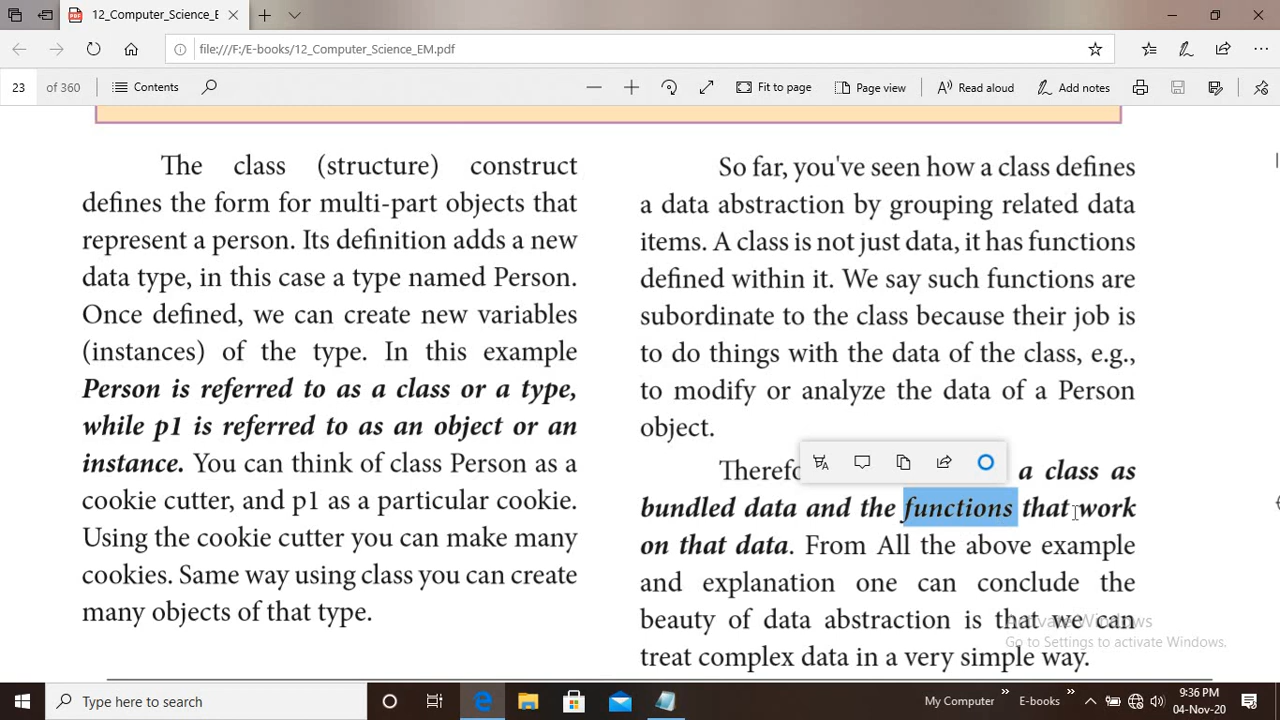 12_Computer_Science_E
file:///F:/E-books/12_Computer_Science_EM.pdf
23 of 360 Contents Fit to page Page view Read aloud Add notes
The class (structure) construct
defines the form for multi-part objects that
represent a person. Its definition adds a new
data type, in this case a type named Person.
Once defined, we can create new variables
(instances) of the type. In this example
Person is referred to as a class or a type,
while p1 is referred to as an object or an
instance. You can think of class Person as a
cookie cutter, and p1 as a particular cookie.
Using the cookie cutter you can make many
cookies. Same way using class you can create
many objects of that type.
So far, you've seen how a class defines
a data abstraction by grouping related data
items. A class is not just data, it has functions
defined within it. We say such functions are
subordinate to the class because their job is
to do things with the data of the class, e.g.,
to modify or analyze the data of a Person
object.
a class as
bundled data and the functions that work
on that data. From All the above example
and explanation one can conclude the
beauty of data abstraction is that we can
treat complex data in a very simple way.
Activate Windows
Go to Settings to activate Windows.
Type here to search
My Computer E-books
9:36 PM
04-Nov-20